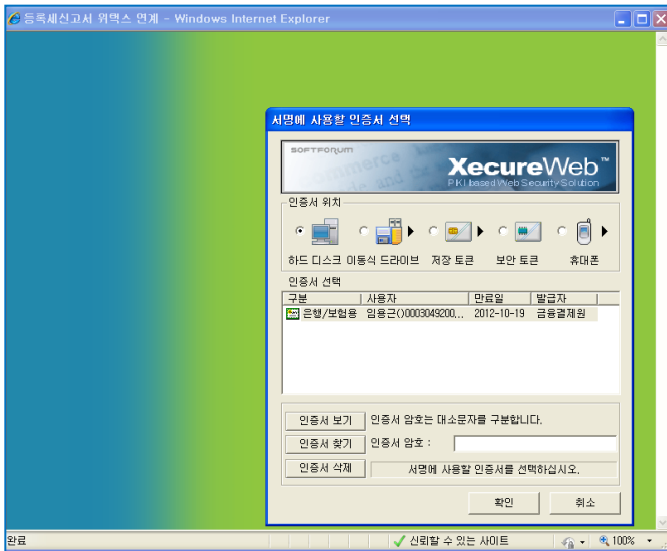 등록세신고서 위택스 연계 - Windows Internet Explorer
서명에 사용할 인증서 선택
SOFTFORUM
XecureWeb™
PKI based Web Security Solution
인증서 위치
하드 디스크 이동식 드라이브 저장 토큰 보안 토큰 휴대폰
인증서 선택
구분 사용자 만료일 발급자
은행/보험용 임용근()0003049200,,, 2012-10-19 금융결제원
인증서 보기 인증서 암호는 대소문자를 구분합니다.
인증서 찾기 인증서 암호 :
인증서 삭제 서명에 사용할 인증서를 선택하십시오.
확인 취소
완료 신뢰할 수 있는 사이트 100%